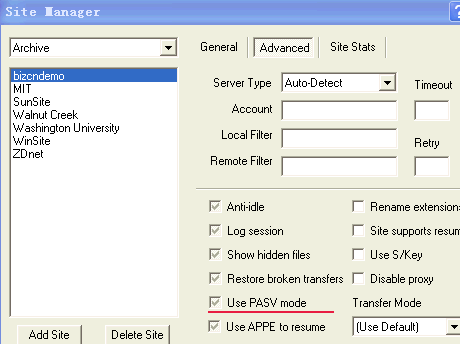 Site Manager
Archive
bizcndemo
MIT
SunSite
Walnut Creek
Washington University
WinSite
ZDnet
Add Site
Delete Site
General
Advanced
Site Stats
Server Type
Auto-Detect
Timeout
Account
Local Filter
Retry
Remote Filter
Anti-idle
Rename extensions
Log session
Site supports resum
Show hidden files
Use S/Key
Restore broken transfers
Disable proxy
Use PASV mode
Transfer Mode
Use APPE to resume
(Use Default)